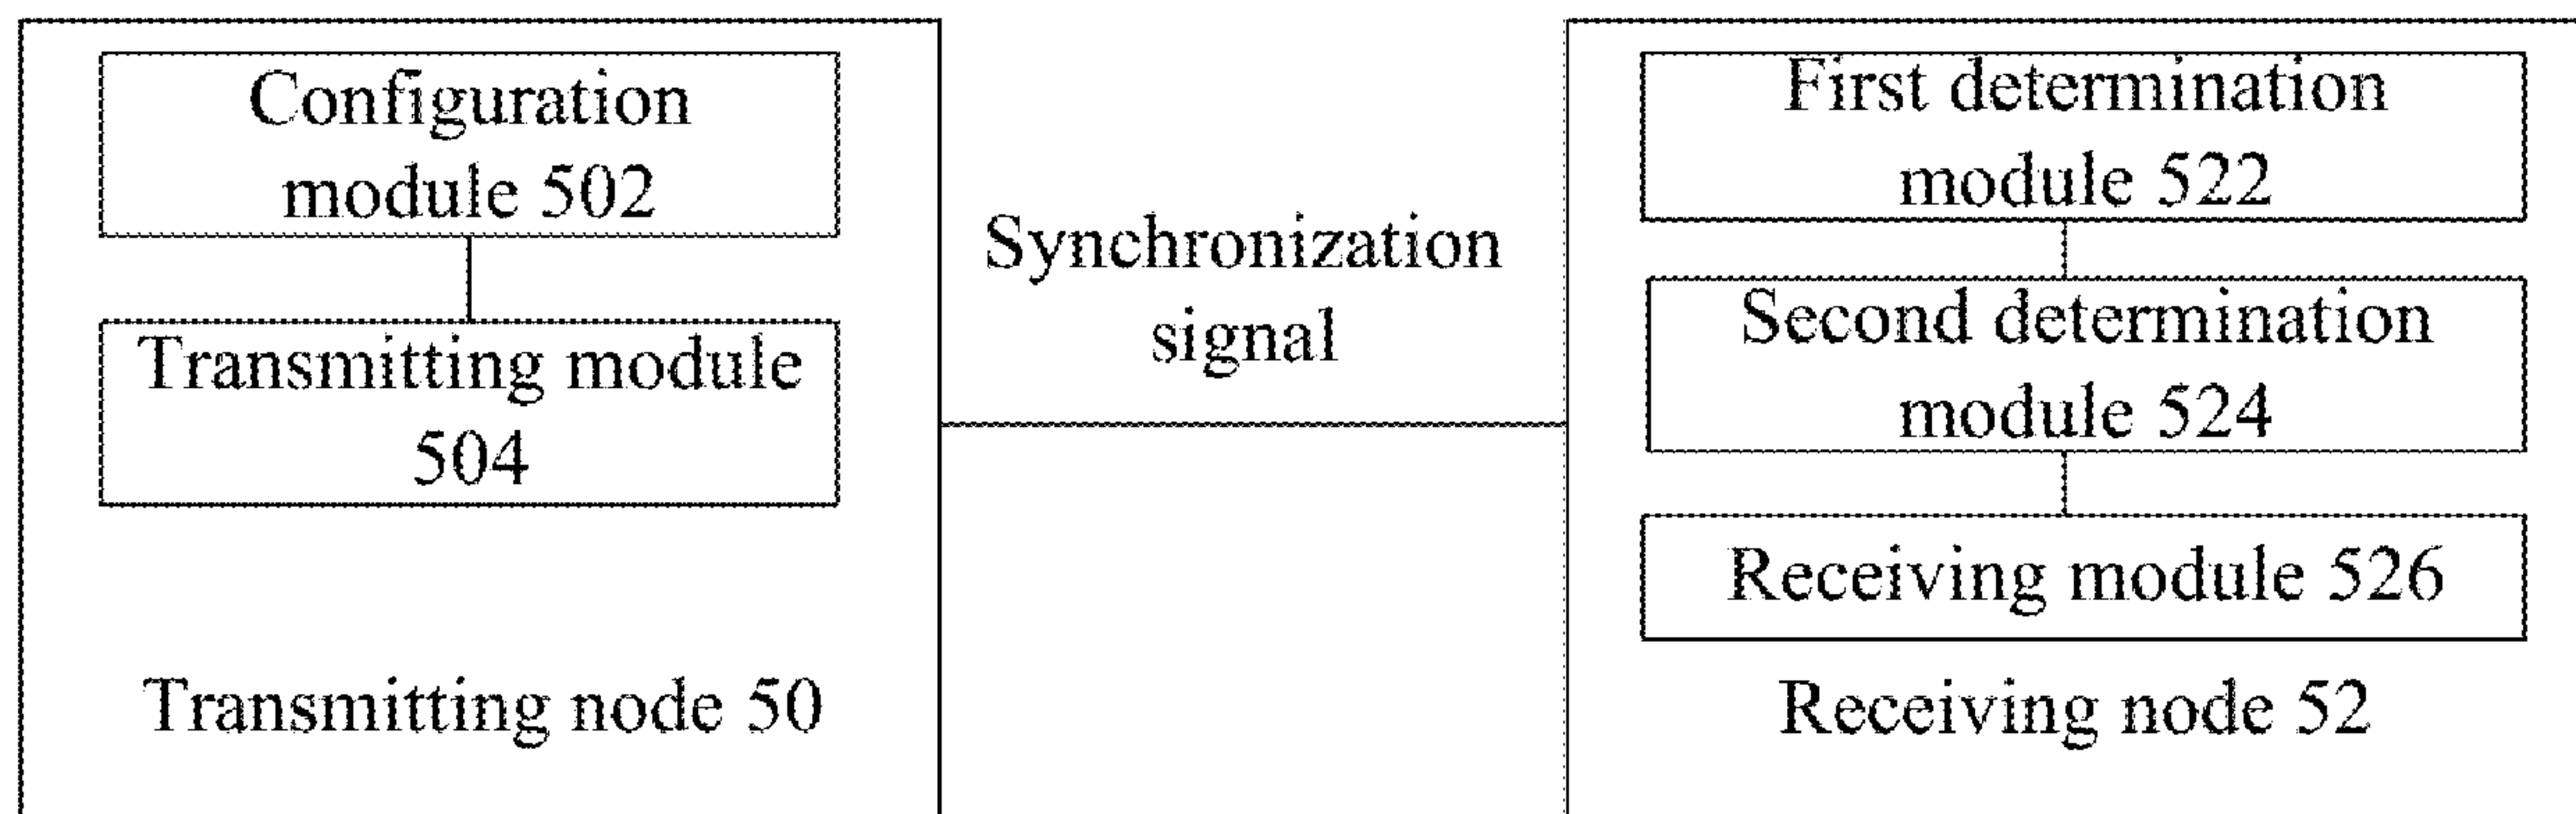 Configuration
module 502
Transmitting module
504
Transmitting node 50
Synchronization
signal
First determination
module 522
Second determination
module 524
Receiving module 526
Receiving node 52